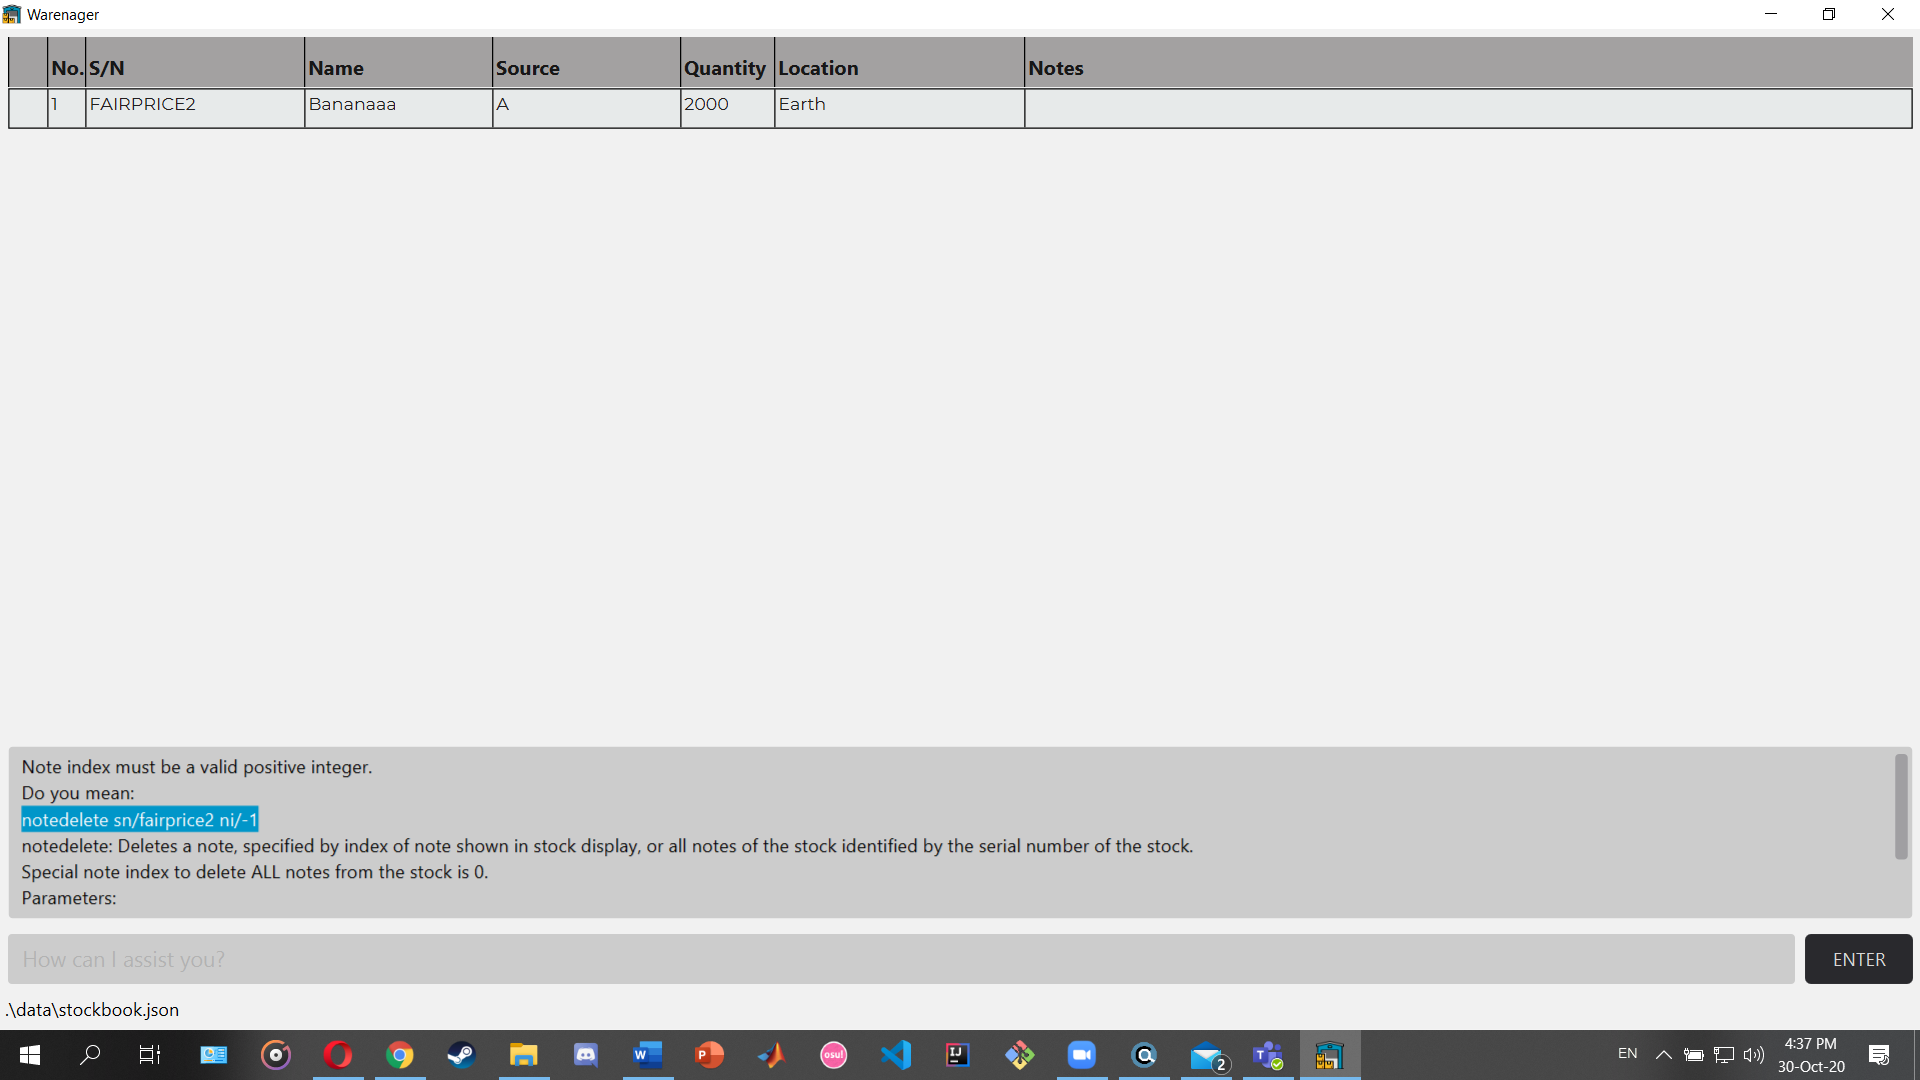 Warenager
No. S/N Name Source Quantity Location Notes
1 FAIRPRICE2 Bananaaa A 2000 Earth
Note index must be a valid positive integer.
Do you mean:
notedelete sn/fairprice2 ni/-1
notedelete: Deletes a note, specified by index of note shown in stock display, or all notes of the stock identified by the serial number of the stock.
Special note index to delete ALL notes from the stock is 0.
Parameters:
How can I assist you?
ENTER
.\data\stockbook.json
W
P
osu!
IJ
2
T
EN
4:37 PM
30-Oct-20